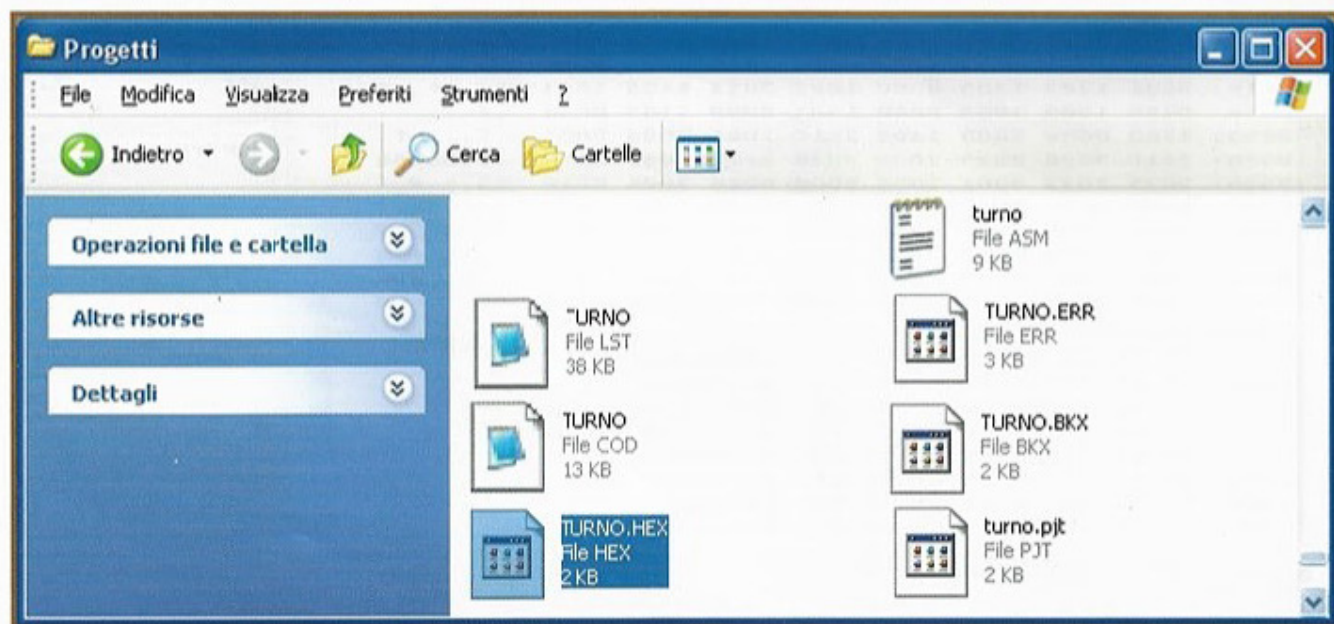 Progetti
File Modifica Visualizza Preferiti Strumenti ?
Indietro Cerca Cartelle
Operazioni file e cartella
Altre risorse
Dettagli
turno
File ASM
9 KB
"URNO
File LST
38 KB
TURNO.ERR
File ERR
3 KB
TURNO
File COD
13 KB
TURNO.BKX
File BKX
2 KB
TURNO.HEX
File HEX
2 KB
turno.pjt
File PJT
2 KB